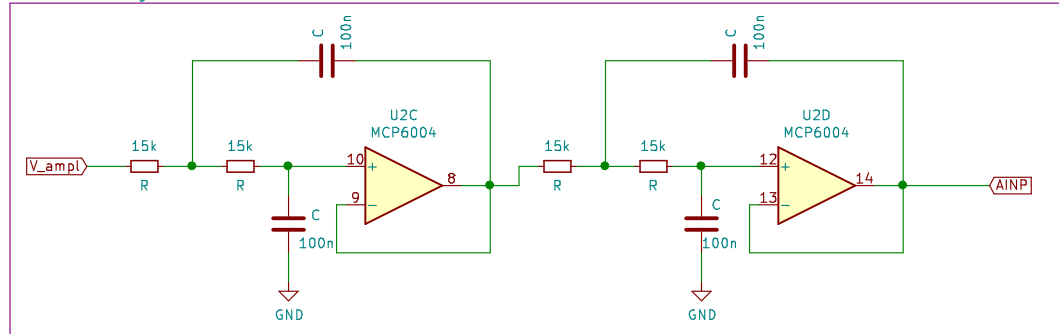 C
100n
C
100n
U2C
MCP6004
U2D
MCP6004
V_ampl
15k
R
15k
R
10
9
8
15k
R
15k
R
12
13
14
AINP
C
100n
C
100n
GND
GND